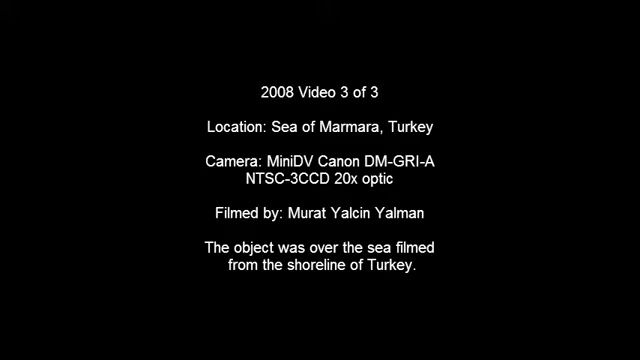 2008 Video 3 of 3
Location: Sea of Marmara, Turkey
Camera: MiniDV Canon DM-GRI-A
NTSC-3CCD 20x optic
Filmed by: Murat Yalcin Yalman
The object was over the sea filmed
from the shoreline of Turkey.